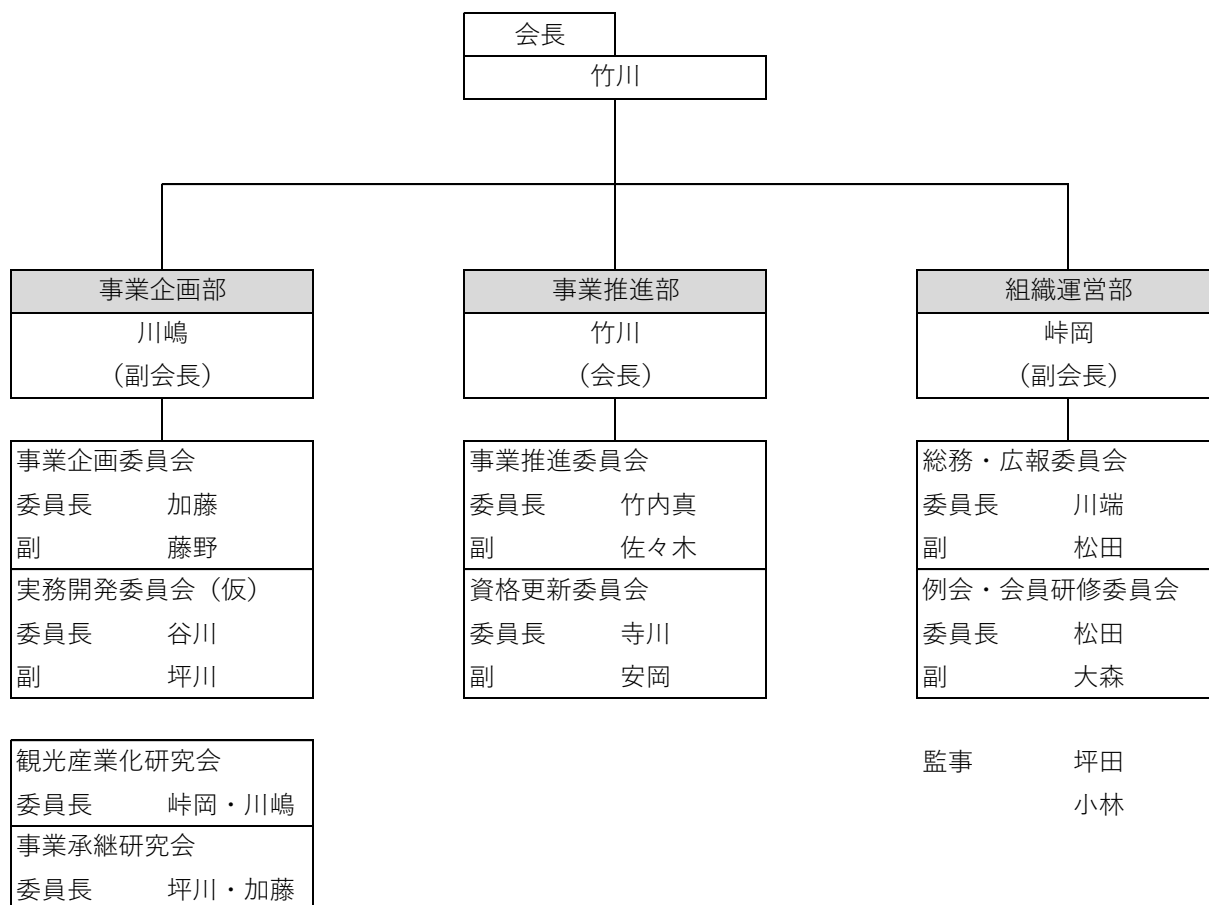 会長
竹川
事業企画部
川嶋
（副会長）
事業推進部
竹川
（会長）
組織運営部
峠岡
（副会長）
事業企画委員会
委員長 加藤
副 藤野
実務開発委員会（仮）
委員長 谷川
副 坪川
事業推進委員会
委員長 竹内真
副 佐々木
資格更新委員会
委員長 寺川
副 安岡
総務・広報委員会
委員長 川端
副 松田
例会・会員研修委員会
委員長 松田
副 大森
観光産業化研究会
委員長 峠岡・川嶋
事業承継研究会
委員長 坪川・加藤
監事 坪田
小林